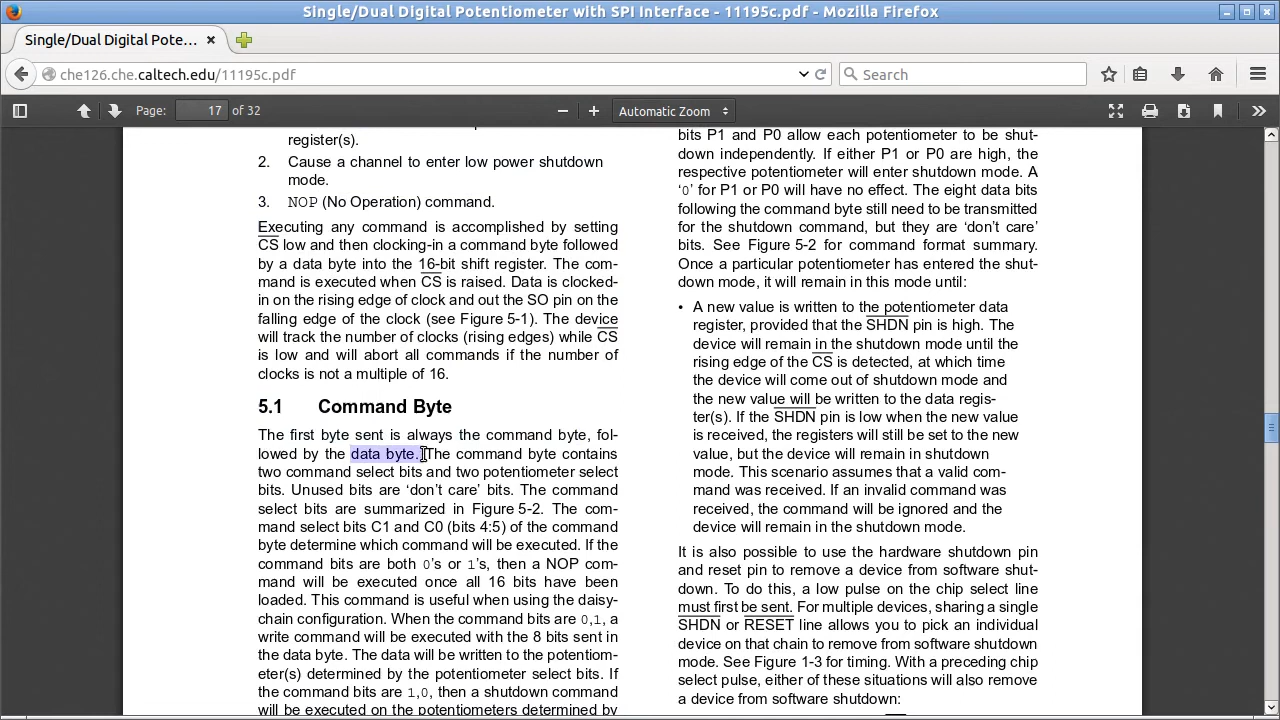 Single/Dual Digital Potentiometer with SPI Interface - 11195c.pdf - Mozilla Firefox
Single/Dual Digital Pote...
che126.che.caltech.edu/11195c.pdf
Search
Page: 17 of 32
Automatic Zoom
register(s).
2. Cause a channel to enter low power shutdown
mode.
3. NOP (No Operation) command.
Executing any command is accomplished by setting
CS low and then clocking-in a command byte followed
by a data byte into the 16-bit shift register. The com-
mand is executed when CS is raised. Data is clocked-
in on the rising edge of clock and out the SO pin on the
falling edge of the clock (see Figure 5-1). The device
will track the number of clocks (rising edges) while CS
is low and will abort all commands if the number of
clocks is not a multiple of 16.
5.1 Command Byte
The first byte sent is always the command byte, fol-
lowed by the data byte. The command byte contains
two command select bits and two potentiometer select
bits. Unused bits are ‘don’t care’ bits. The command
select bits are summarized in Figure 5-2. The com-
mand select bits C1 and C0 (bits 4:5) of the command
byte determine which command will be executed. If the
command bits are both 0’s or 1’s, then a NOP com-
mand will be executed once all 16 bits have been
loaded. This command is useful when using the daisy-
chain configuration. When the command bits are 0,1, a
write command will be executed with the 8 bits sent in
the data byte. The data will be written to the potentiom-
eter(s) determined by the potentiometer select bits. If
the command bits are 1,0, then a shutdown command
will be executed on the potentiometers determined by
bits P1 and P0 allow each potentiometer to be shut-
down independently. If either P1 or P0 are high, the
respective potentiometer will enter shutdown mode. A
‘0’ for P1 or P0 will have no effect. The eight data bits
following the command byte still need to be transmitted
for the shutdown command, but they are ‘don’t care’
bits. See Figure 5-2 for command format summary.
Once a particular potentiometer has entered the shut-
down mode, it will remain in this mode until:
• A new value is written to the potentiometer data
register, provided that the SHDN pin is high. The
device will remain in the shutdown mode until the
rising edge of the CS is detected, at which time
the device will come out of shutdown mode and
the new value will be written to the data regis-
ter(s). If the SHDN pin is low when the new value
is received, the registers will still be set to the new
value, but the device will remain in shutdown
mode. This scenario assumes that a valid com-
mand was received. If an invalid command was
received, the command will be ignored and the
device will remain in the shutdown mode.
It is also possible to use the hardware shutdown pin
and reset pin to remove a device from software shut-
down. To do this, a low pulse on the chip select line
must first be sent. For multiple devices, sharing a single
SHDN or RESET line allows you to pick an individual
device on that chain to remove from software shutdown
mode. See Figure 1-3 for timing. With a preceding chip
select pulse, either of these situations will also remove
a device from software shutdown: